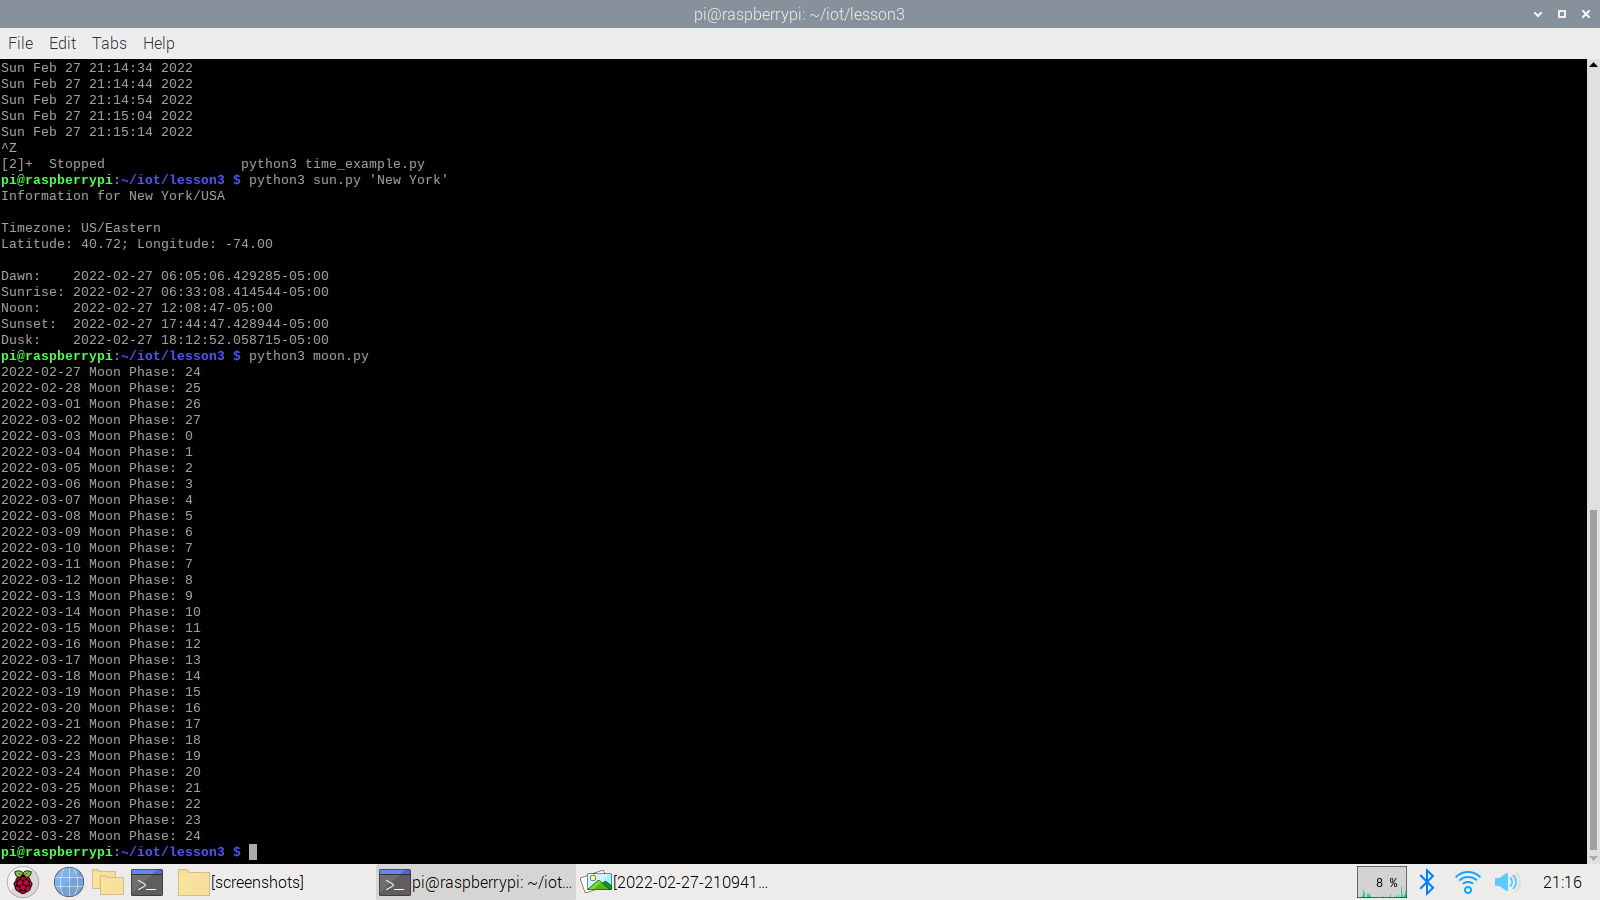 pi@raspberrypi: ~/iot/lesson3
File Edit Tabs Help
Sun Feb 27 21:14:34 2022
Sun Feb 27 21:14:44 2022
Sun Feb 27 21:14:54 2022
Sun Feb 27 21:15:04 2022
Sun Feb 27 21:15:14 2022
^Z
[2]+  Stopped                 python3 time_example.py
pi@raspberrypi:~/iot/lesson3 $ python3 sun.py 'New York'
Information for New York/USA

Timezone: US/Eastern
Latitude: 40.72; Longitude: -74.00

Dawn:    2022-02-27 06:05:06.429285-05:00
Sunrise: 2022-02-27 06:33:08.414544-05:00
Noon:    2022-02-27 12:08:47-05:00
Sunset:  2022-02-27 17:44:47.428944-05:00
Dusk:    2022-02-27 18:12:52.058715-05:00
pi@raspberrypi:~/iot/lesson3 $ python3 moon.py
2022-02-27 Moon Phase: 24
2022-02-28 Moon Phase: 25
2022-03-01 Moon Phase: 26
2022-03-02 Moon Phase: 27
2022-03-03 Moon Phase: 0
2022-03-04 Moon Phase: 1
2022-03-05 Moon Phase: 2
2022-03-06 Moon Phase: 3
2022-03-07 Moon Phase: 4
2022-03-08 Moon Phase: 5
2022-03-09 Moon Phase: 6
2022-03-10 Moon Phase: 7
2022-03-11 Moon Phase: 7
2022-03-12 Moon Phase: 8
2022-03-13 Moon Phase: 9
2022-03-14 Moon Phase: 10
2022-03-15 Moon Phase: 11
2022-03-16 Moon Phase: 12
2022-03-17 Moon Phase: 13
2022-03-18 Moon Phase: 14
2022-03-19 Moon Phase: 15
2022-03-20 Moon Phase: 16
2022-03-21 Moon Phase: 17
2022-03-22 Moon Phase: 18
2022-03-23 Moon Phase: 19
2022-03-24 Moon Phase: 20
2022-03-25 Moon Phase: 21
2022-03-26 Moon Phase: 22
2022-03-27 Moon Phase: 23
2022-03-28 Moon Phase: 24
pi@raspberrypi:~/iot/lesson3 $
[screenshots] pi@raspberrypi: ~/iot... [2022-02-27-210941... 8 % 21:16